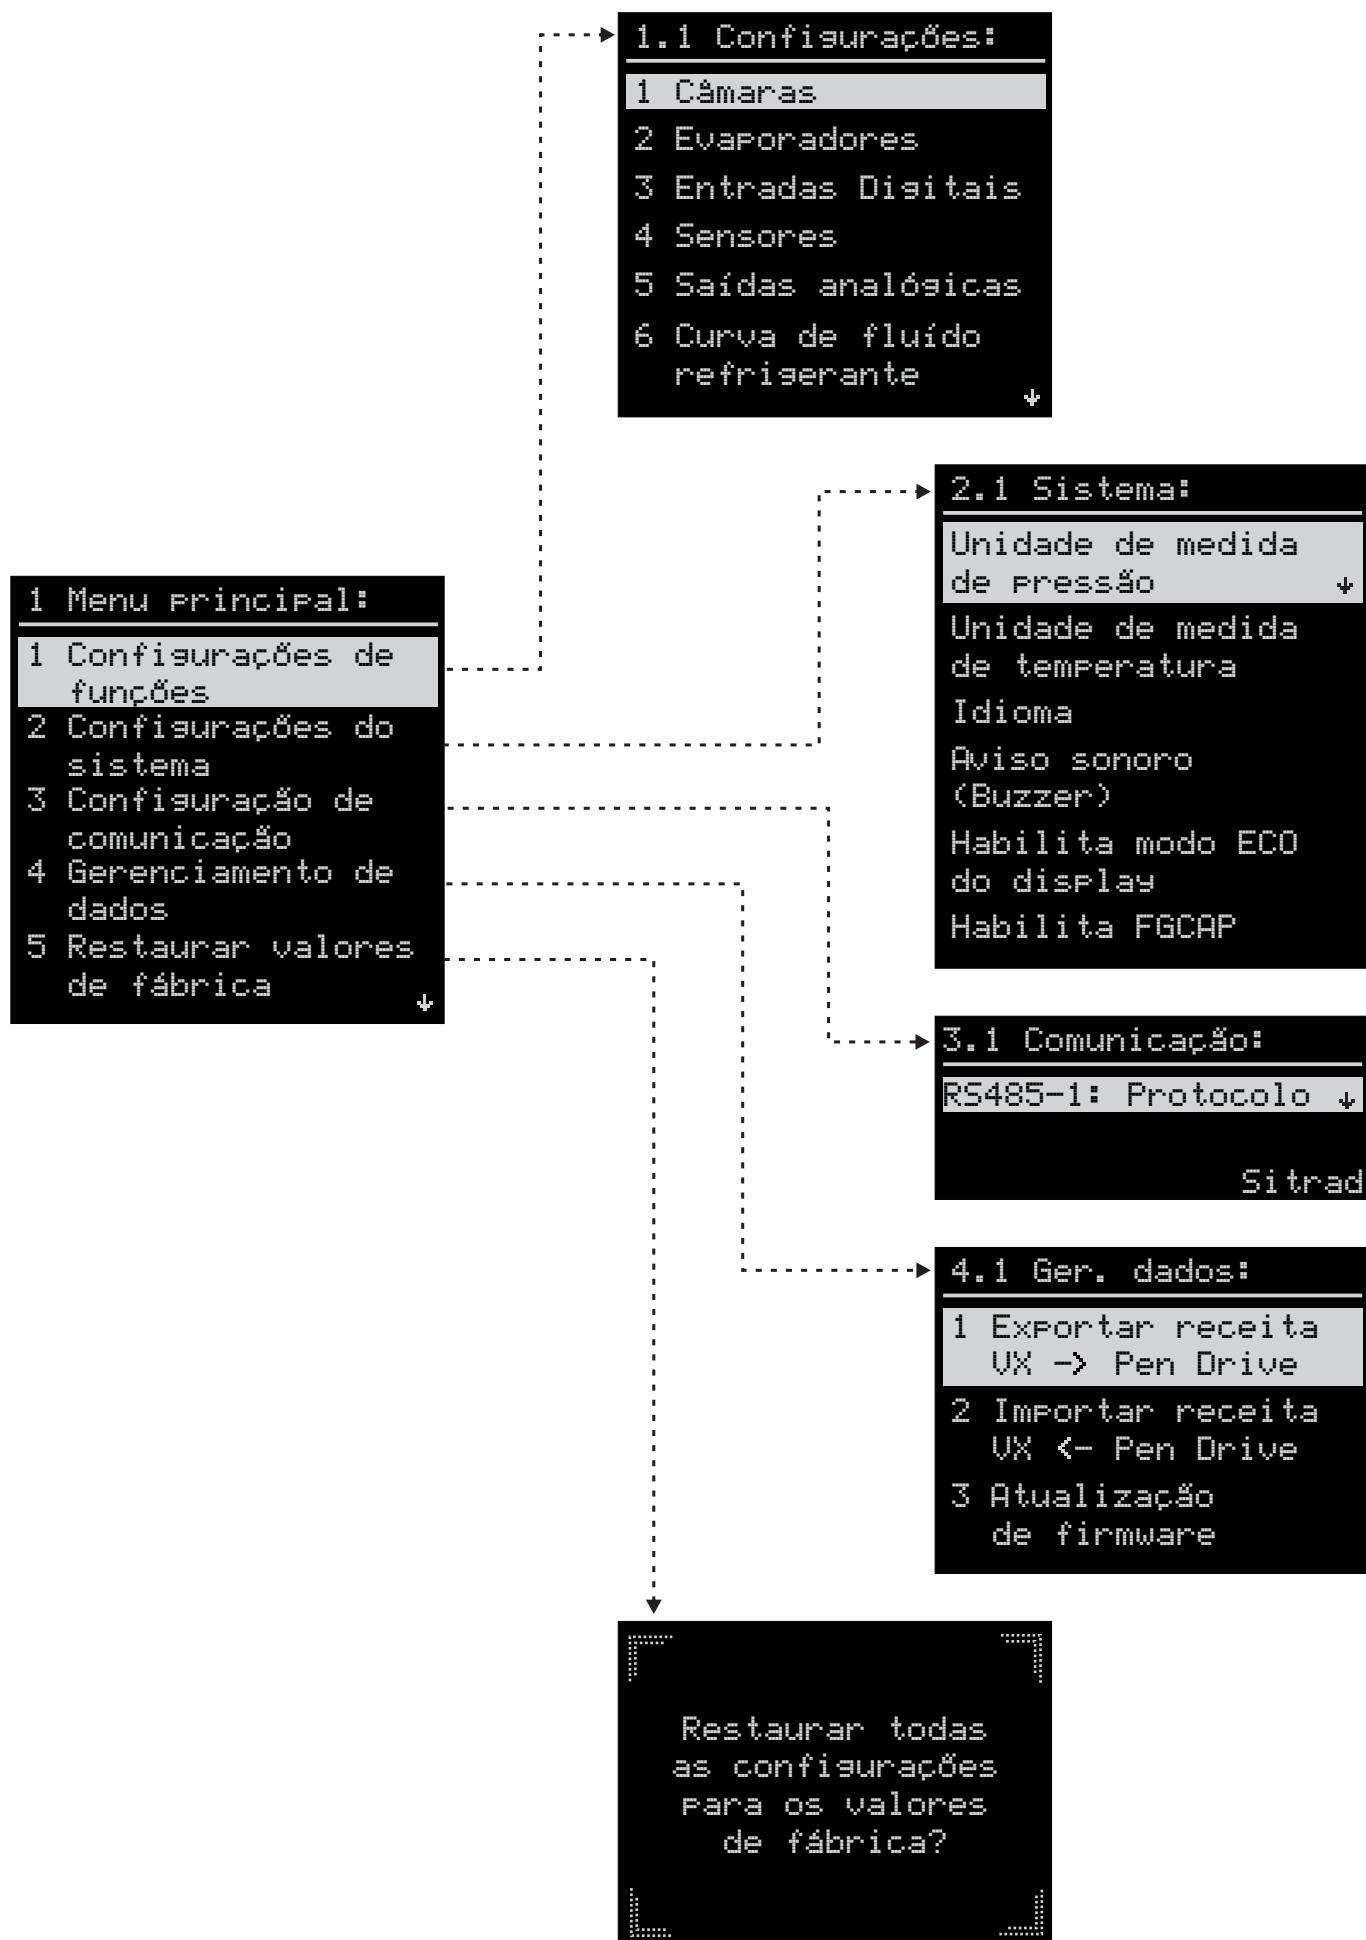 1.1 Configurações:
1 Câmaras
2 Evaporadores
3 Entradas Digitais
4 Sensores
5 Saídas analógicas
6 Curva de fluído
refrigerante
2.1 Sistema:
Unidade de medida
de pressão
Unidade de medida
de temperatura
Idioma
Aviso sonoro
(Buzzer)
Habilita modo ECO
do display
Habilita FGCAP
1 Menu principal:
1 Configurações de
funções
2 Configurações do
sistema
3 Configuração de
comunicação
4 Gerenciamento de
dados
5 Restaurar valores
de fábrica
3.1 Comunicação:
RS485-1: Protocolo
Sitrad
4.1 Ger. dados:
1 Exportar receita
VX -> Pen Drive
2 Importar receita
VX <- Pen Drive
3 Atualização
de firmware
Restaurar todas
as configurações
para os valores
de fábrica?